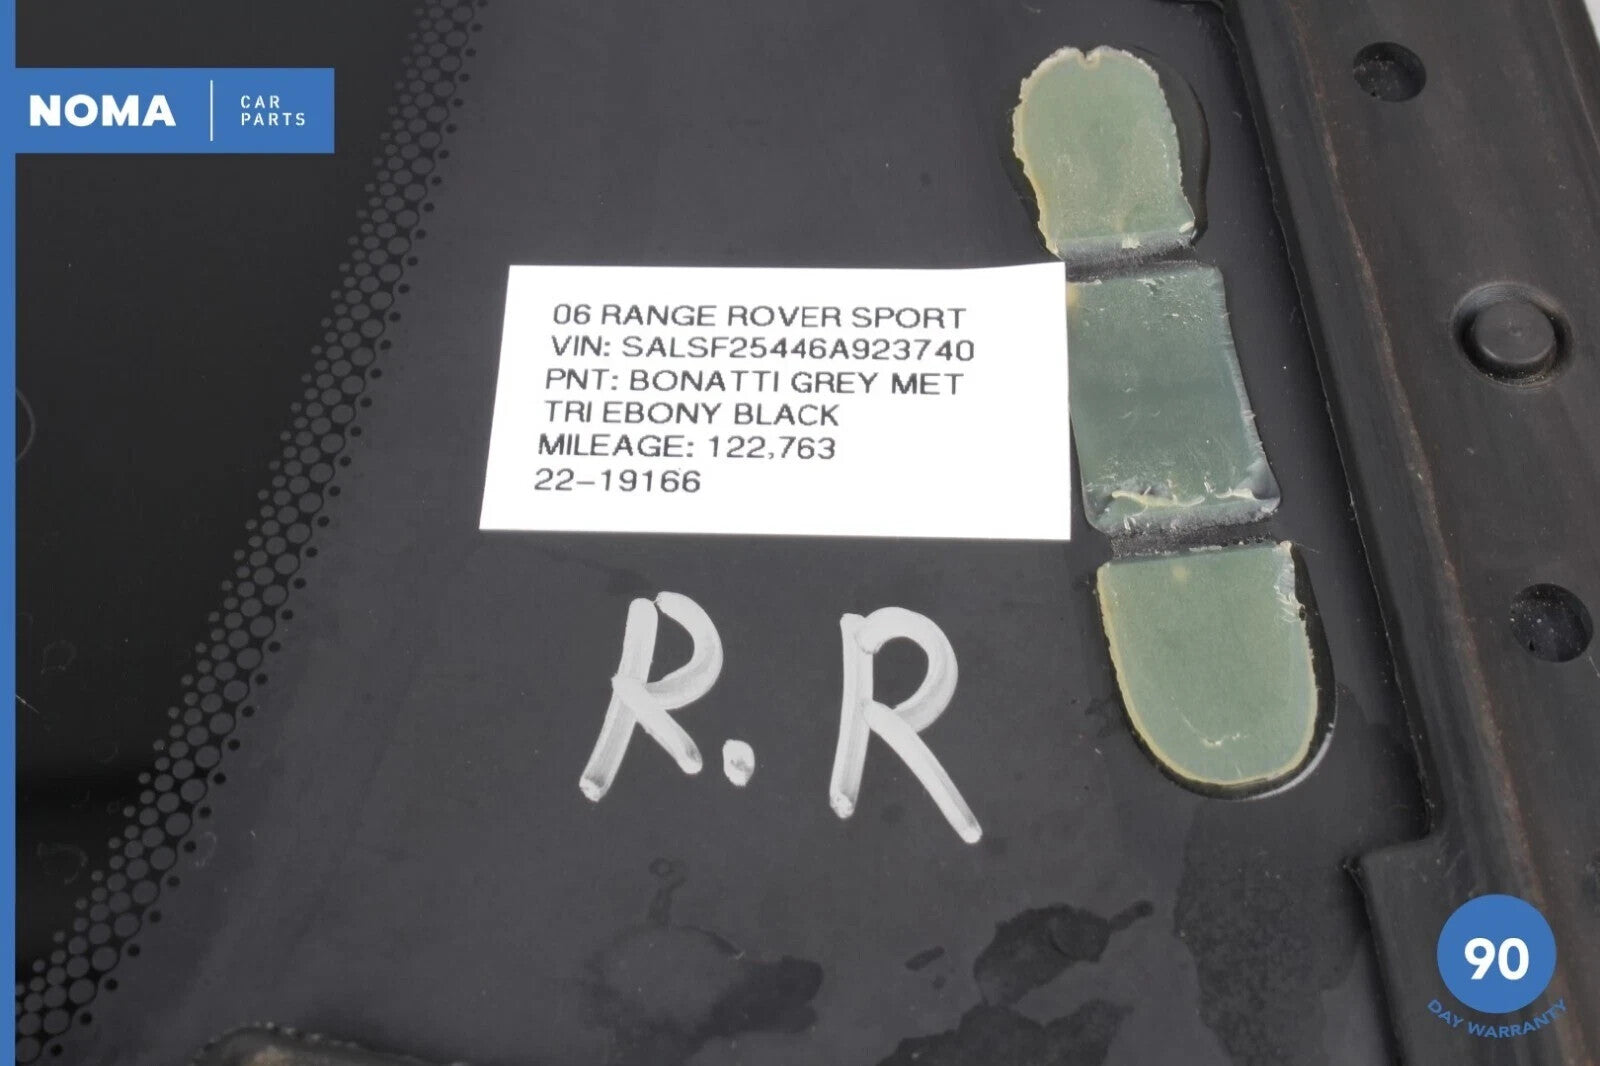 NOMA
CAR
PARTS
06 RANGE ROVER SPORT
VIN: SALSF25446A923740
PNT: BONATTI GREY MET
TRI EBONY BLACK
MILEAGE: 122,763
22-19166
R.R
90
DAY WARRANTY